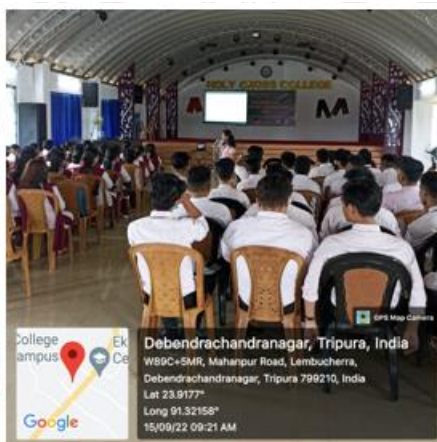 HOLY CROSS COLLEGE
A M
GPS Map Camera
College
ampus
Ek
Ce
Google
Debendrachandranagar, Tripura, India
W89C+5MR, Mahanpur Road, Lembucherra,
Debendrachandranagar, Tripura 799210, India
Lat 23.9177°
Long 91.32158°
15/09/22 09:21 AM